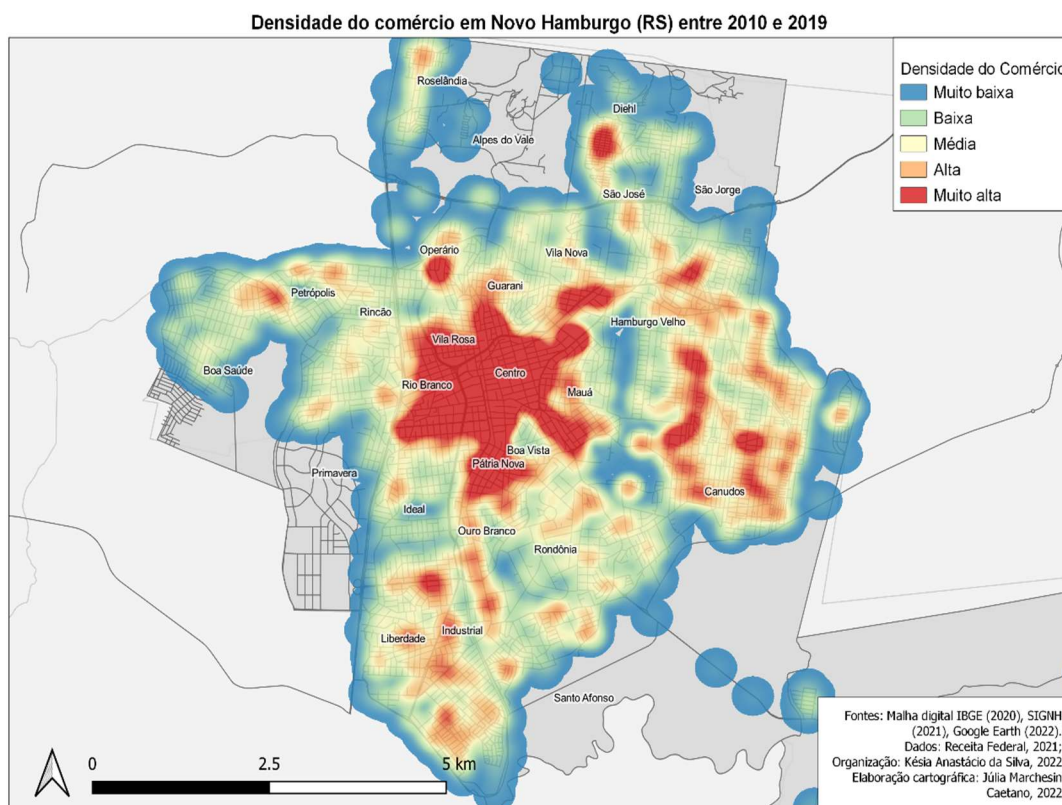 Densidade do comércio em Novo Hamburgo (RS) entre 2010 e 2019
Densidade do Comércio
Muito baixa
Baixa
Média
Alta
Muito alta
Roselândia
Diehl
Alpes do Vale
São José
São Jorge
Operário
Vila Nova
Guarani
Petrópolis
Rincão
Hamburgo Velho
Vila Rosa
Boa Saúde
Centro
Rio Branco
Mauá
Boa Vista
Pátria Nova
Primavera
Canudos
Ideal
Ouro Branco
Rondônia
Industrial
Liberdade
Santo Afonso
0 2.5 5 km
Fontes: Malha digital IBGE (2020), SIGNH
(2021), Google Earth (2022).
Dados: Receita Federal, 2021;
Organização: Késia Anastácio da Silva, 2022
Elaboração cartográfica: Júlia Marchesin
Caetano, 2022